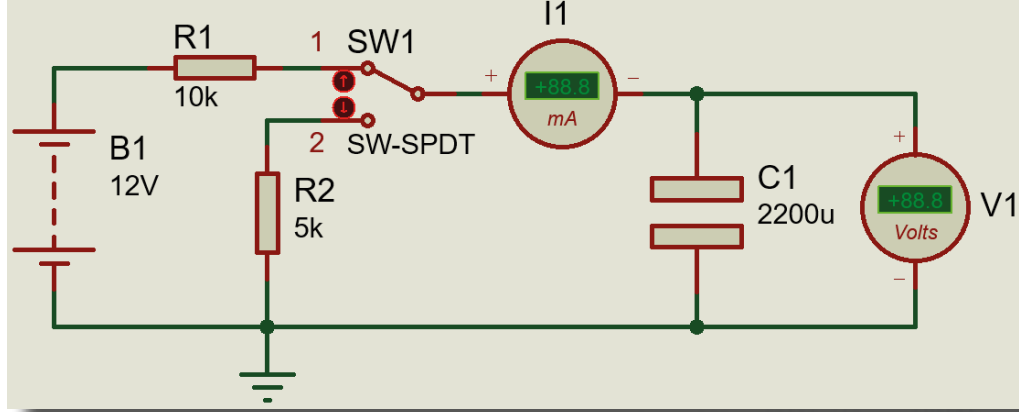 I1
R1
1
SW1
10k
+
+88.8
−
mA
B1
12V
2
SW-SPDT
R2
5k
C1
2200u
+
+88.8
Volts
−
V1